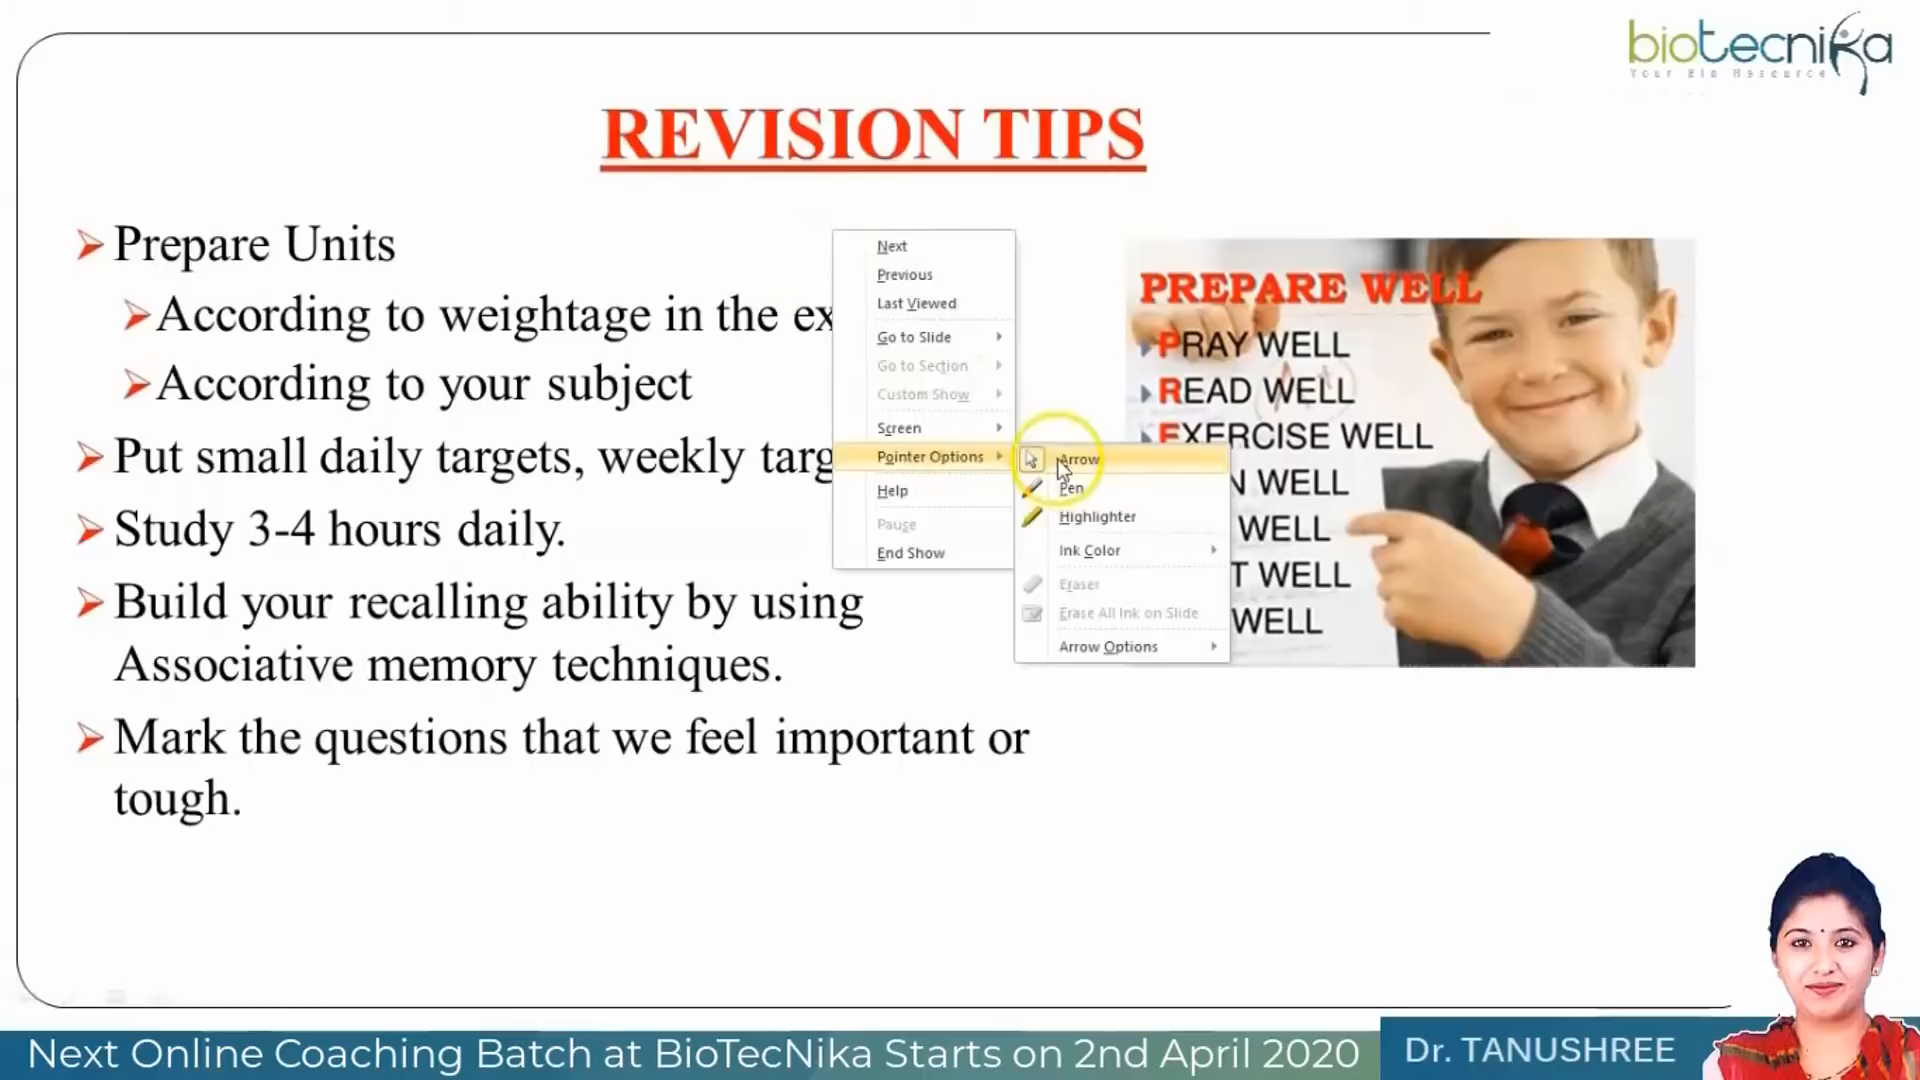 biotecnika
Your Bio Resource
REVISION TIPS
Prepare Units
According to weightage in the ex
According to your subject
Put small daily targets, weekly targ
Study 3-4 hours daily.
Build your recalling ability by using
Associative memory techniques.
Mark the questions that we feel important or
tough.
Next
Previous
Last Viewed
Go to Slide
Go to Section
Custom Show
Screen
Pointer Options
Help
Pause
End Show
Arrow
Pen
Highlighter
Ink Color
Eraser
Erase All Ink on Slide
Arrow Options
PREPARE WELL
PRAY WELL
READ WELL
EXERCISE WELL
N WELL
WELL
T WELL
WELL
Next Online Coaching Batch at BioTecNika Starts on 2nd April 2020
Dr. TANUSHREE